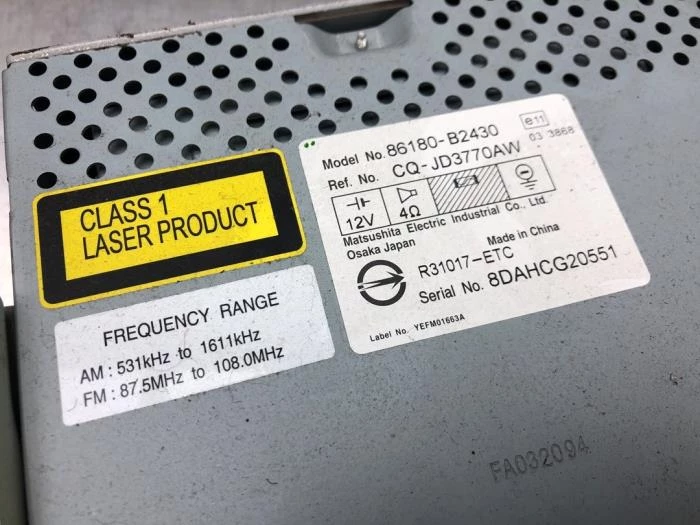 CLASS 1
LASER PRODUCT
FREQUENCY RANGE
AM : 531kHz to 1611kHz
FM : 87.5MHz to 108.0MHz
Model No. 86180-B2430
e11
03 3868
Ref. No. CQ-JD3770AW
12V
4Ω
Matsushita Electric Industrial Co., Ltd.
Osaka Japan
Made in China
R31017-ETC
Serial No. 8DAHCG20551
Label No. YEFM01663A
FA032094